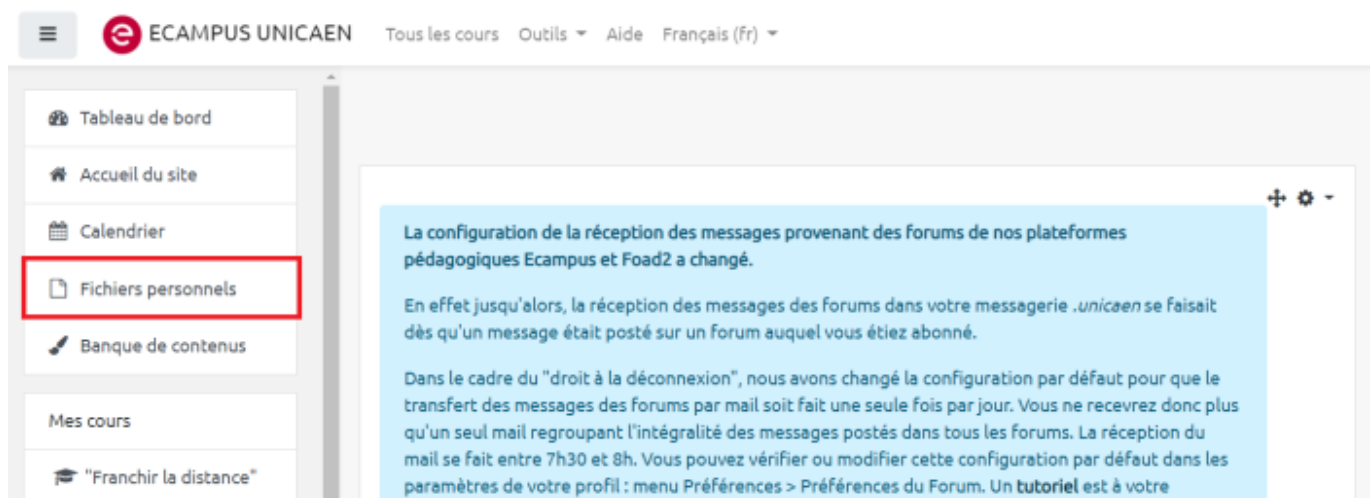 ECAMPUS UNICAEN Tous les cours Outils Aide Français (fr)
Tableau de bord
Accueil du site
Calendrier
Fichiers personnels
Banque de contenus
Mes cours
"Franchir la distance"
La configuration de la réception des messages provenant des forums de nos plateformes
pédagogiques Ecampus et Foad2 a changé.
En effet jusqu'alors, la réception des messages des forums dans votre messagerie .unicaen se faisait
dès qu'un message était posté sur un forum auquel vous étiez abonné.
Dans le cadre du "droit à la déconnexion", nous avons changé la configuration par défaut pour que le
transfert des messages des forums par mail soit fait une seule fois par jour. Vous ne recevrez donc plus
qu'un seul mail regroupant l'intégralité des messages postés dans tous les forums. La réception du
mail se fait entre 7h30 et 8h. Vous pouvez vérifier ou modifier cette configuration par défaut dans les
paramètres de votre profil : menu Préférences > Préférences du Forum. Un tutoriel est à votre